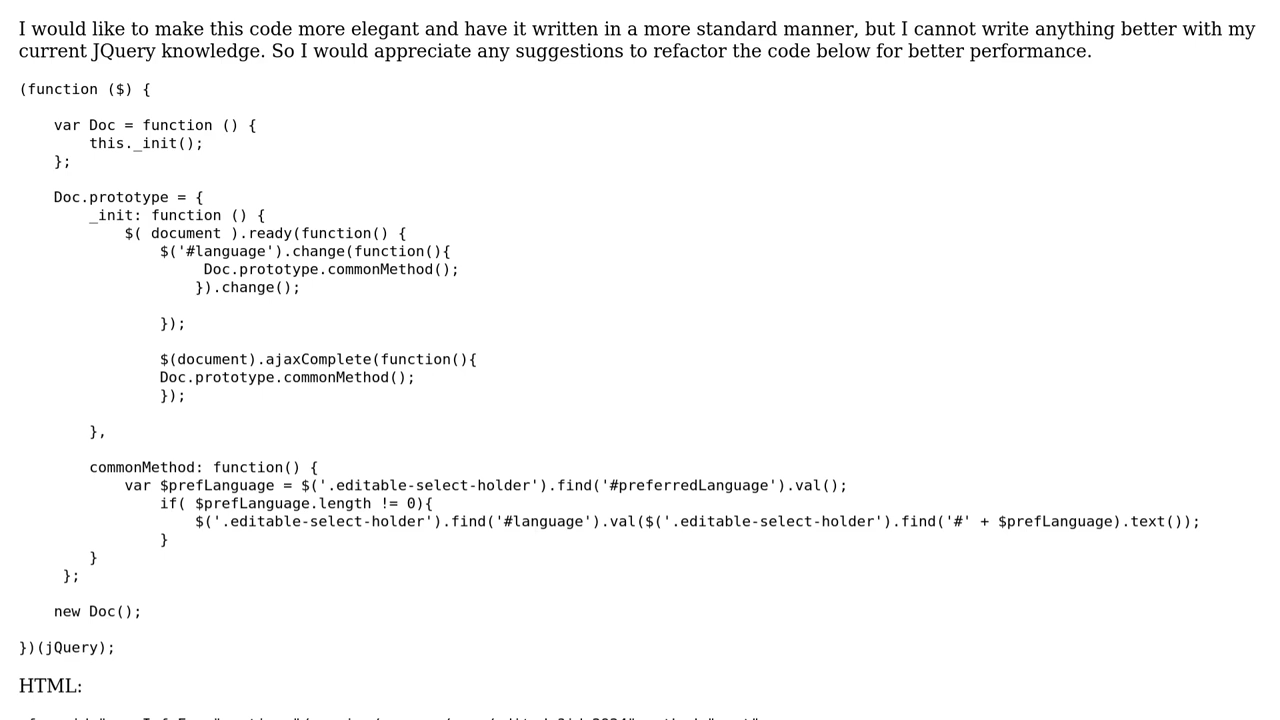 I would like to make this code more elegant and have it written in a more standard manner, but I cannot write anything better with my
current JQuery knowledge. So I would appreciate any suggestions to refactor the code below for better performance.
(function ($) {
    var Doc = function () {
        this._init();
    };
    Doc.prototype = {
        _init: function () {
            $( document ).ready(function() {
                $('#language').change(function(){
                     Doc.prototype.commonMethod();
                    }).change();
                });
                $(document).ajaxComplete(function(){
                Doc.prototype.commonMethod();
                });
        },
        commonMethod: function() {
            var $prefLanguage = $('.editable-select-holder').find('#preferredLanguage').val();
                if( $prefLanguage.length != 0){
                    $('.editable-select-holder').find('#language').val($('.editable-select-holder').find('#' + $prefLanguage).text());
                }
        }
     };
    new Doc();
})(jQuery);
HTML: